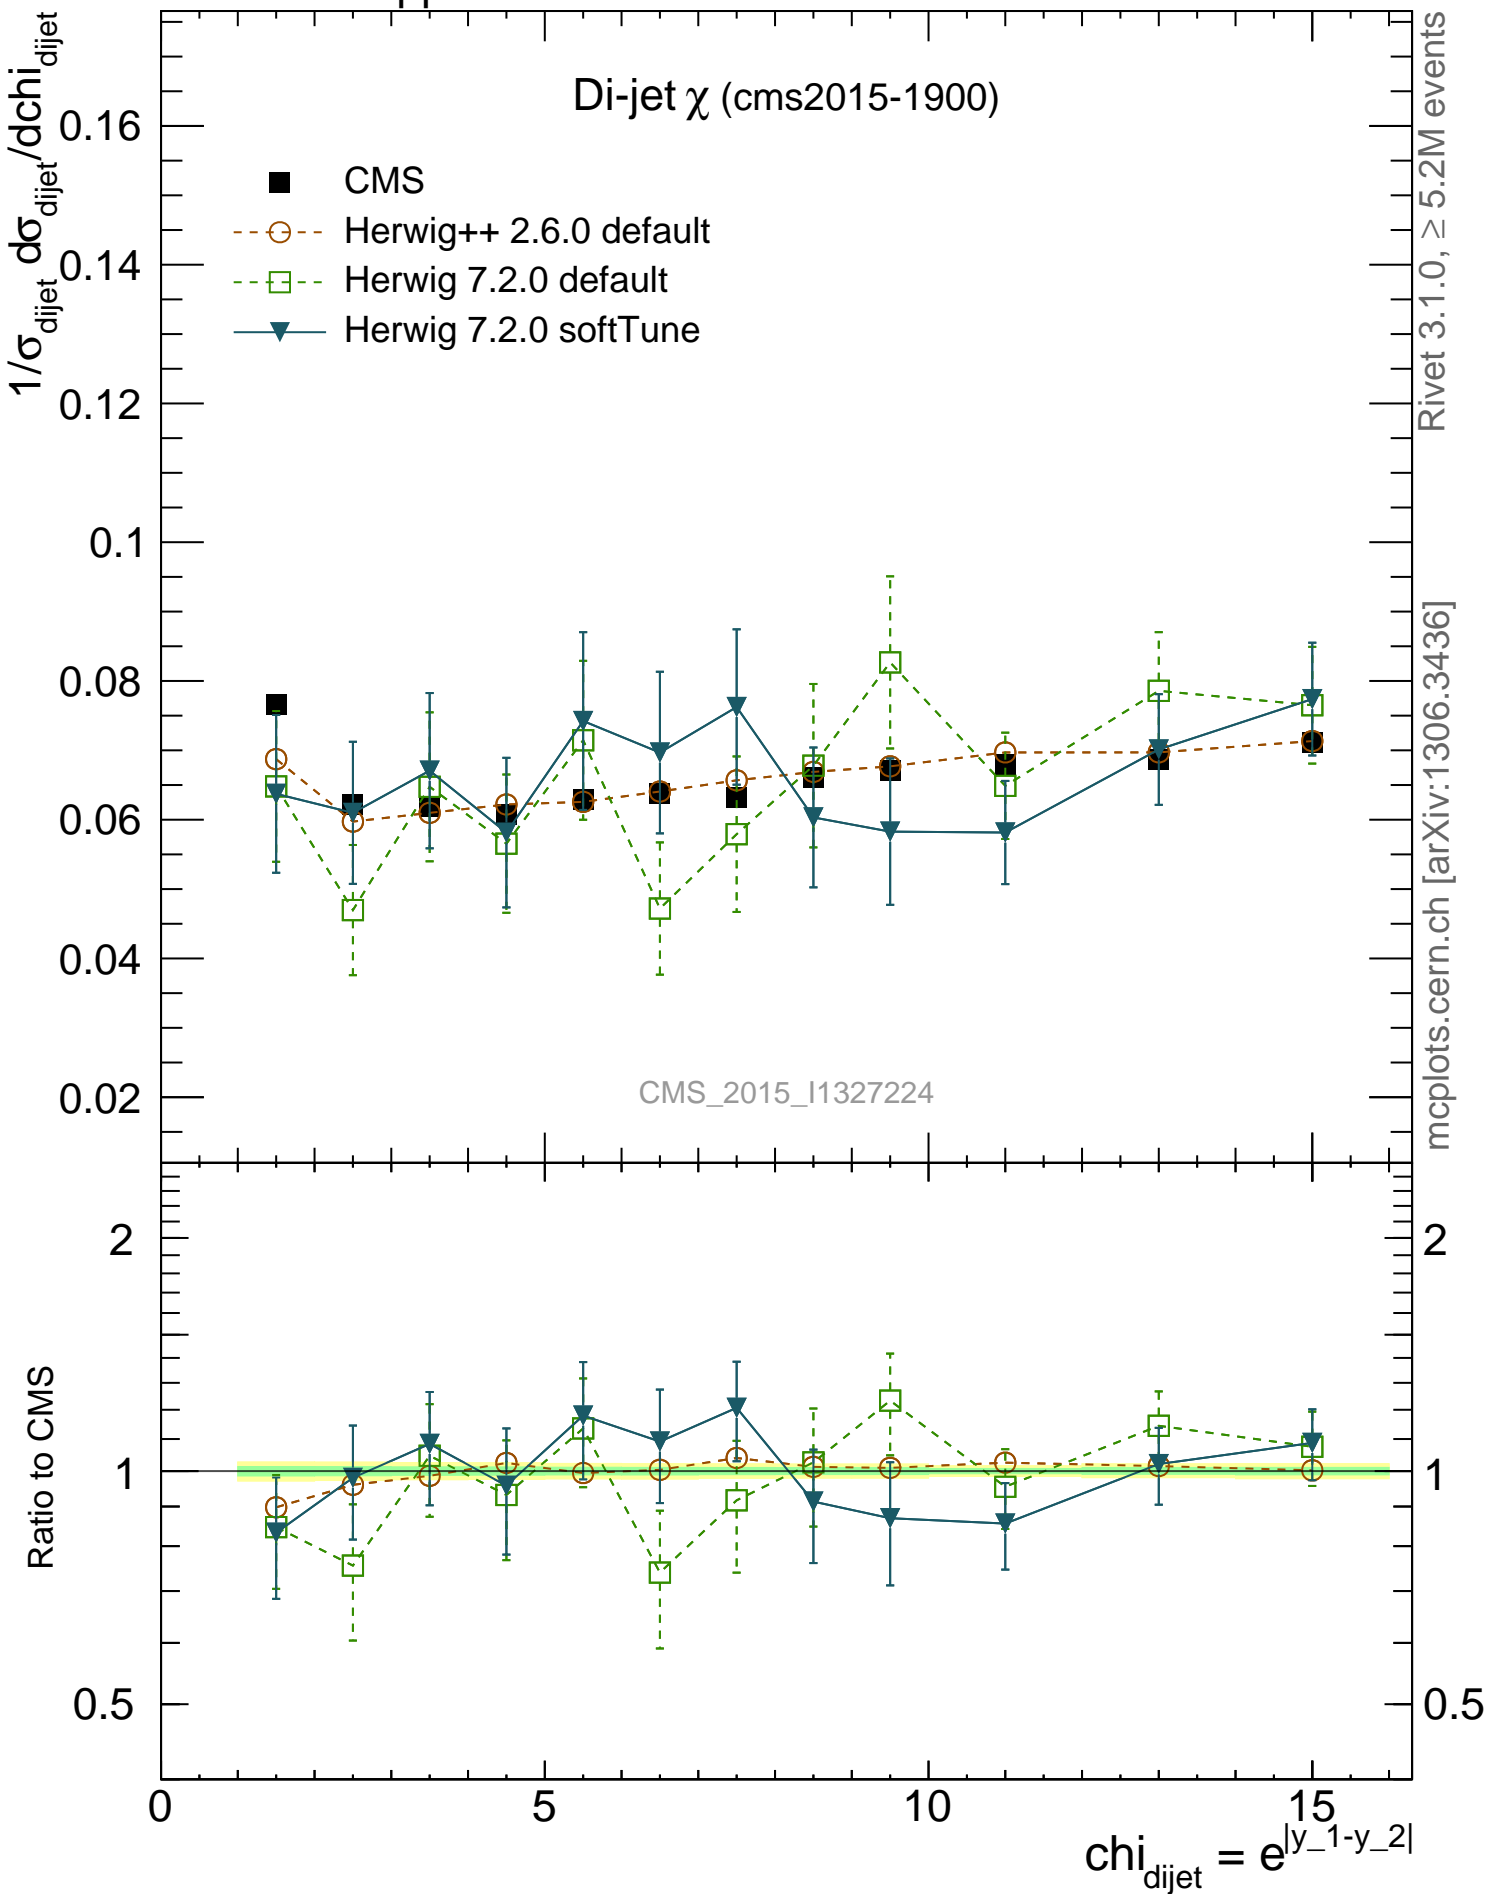 pp
1/σdijet dσdijet/dchidijet
Di-jet χ (cms2015-1900)
CMS
Herwig++ 2.6.0 default
Herwig 7.2.0 default
Herwig 7.2.0 softTune
0.16
0.14
0.12
0.1
0.08
0.06
0.04
0.02
CMS_2015_I1327224
Rivet 3.1.0, ≥ 5.2M events
mcplots.cern.ch [arXiv:1306.3436]
Ratio to CMS
2
1
0.5
2
1
0.5
0 5 10 15
chidijet = e|y_1-y_2|